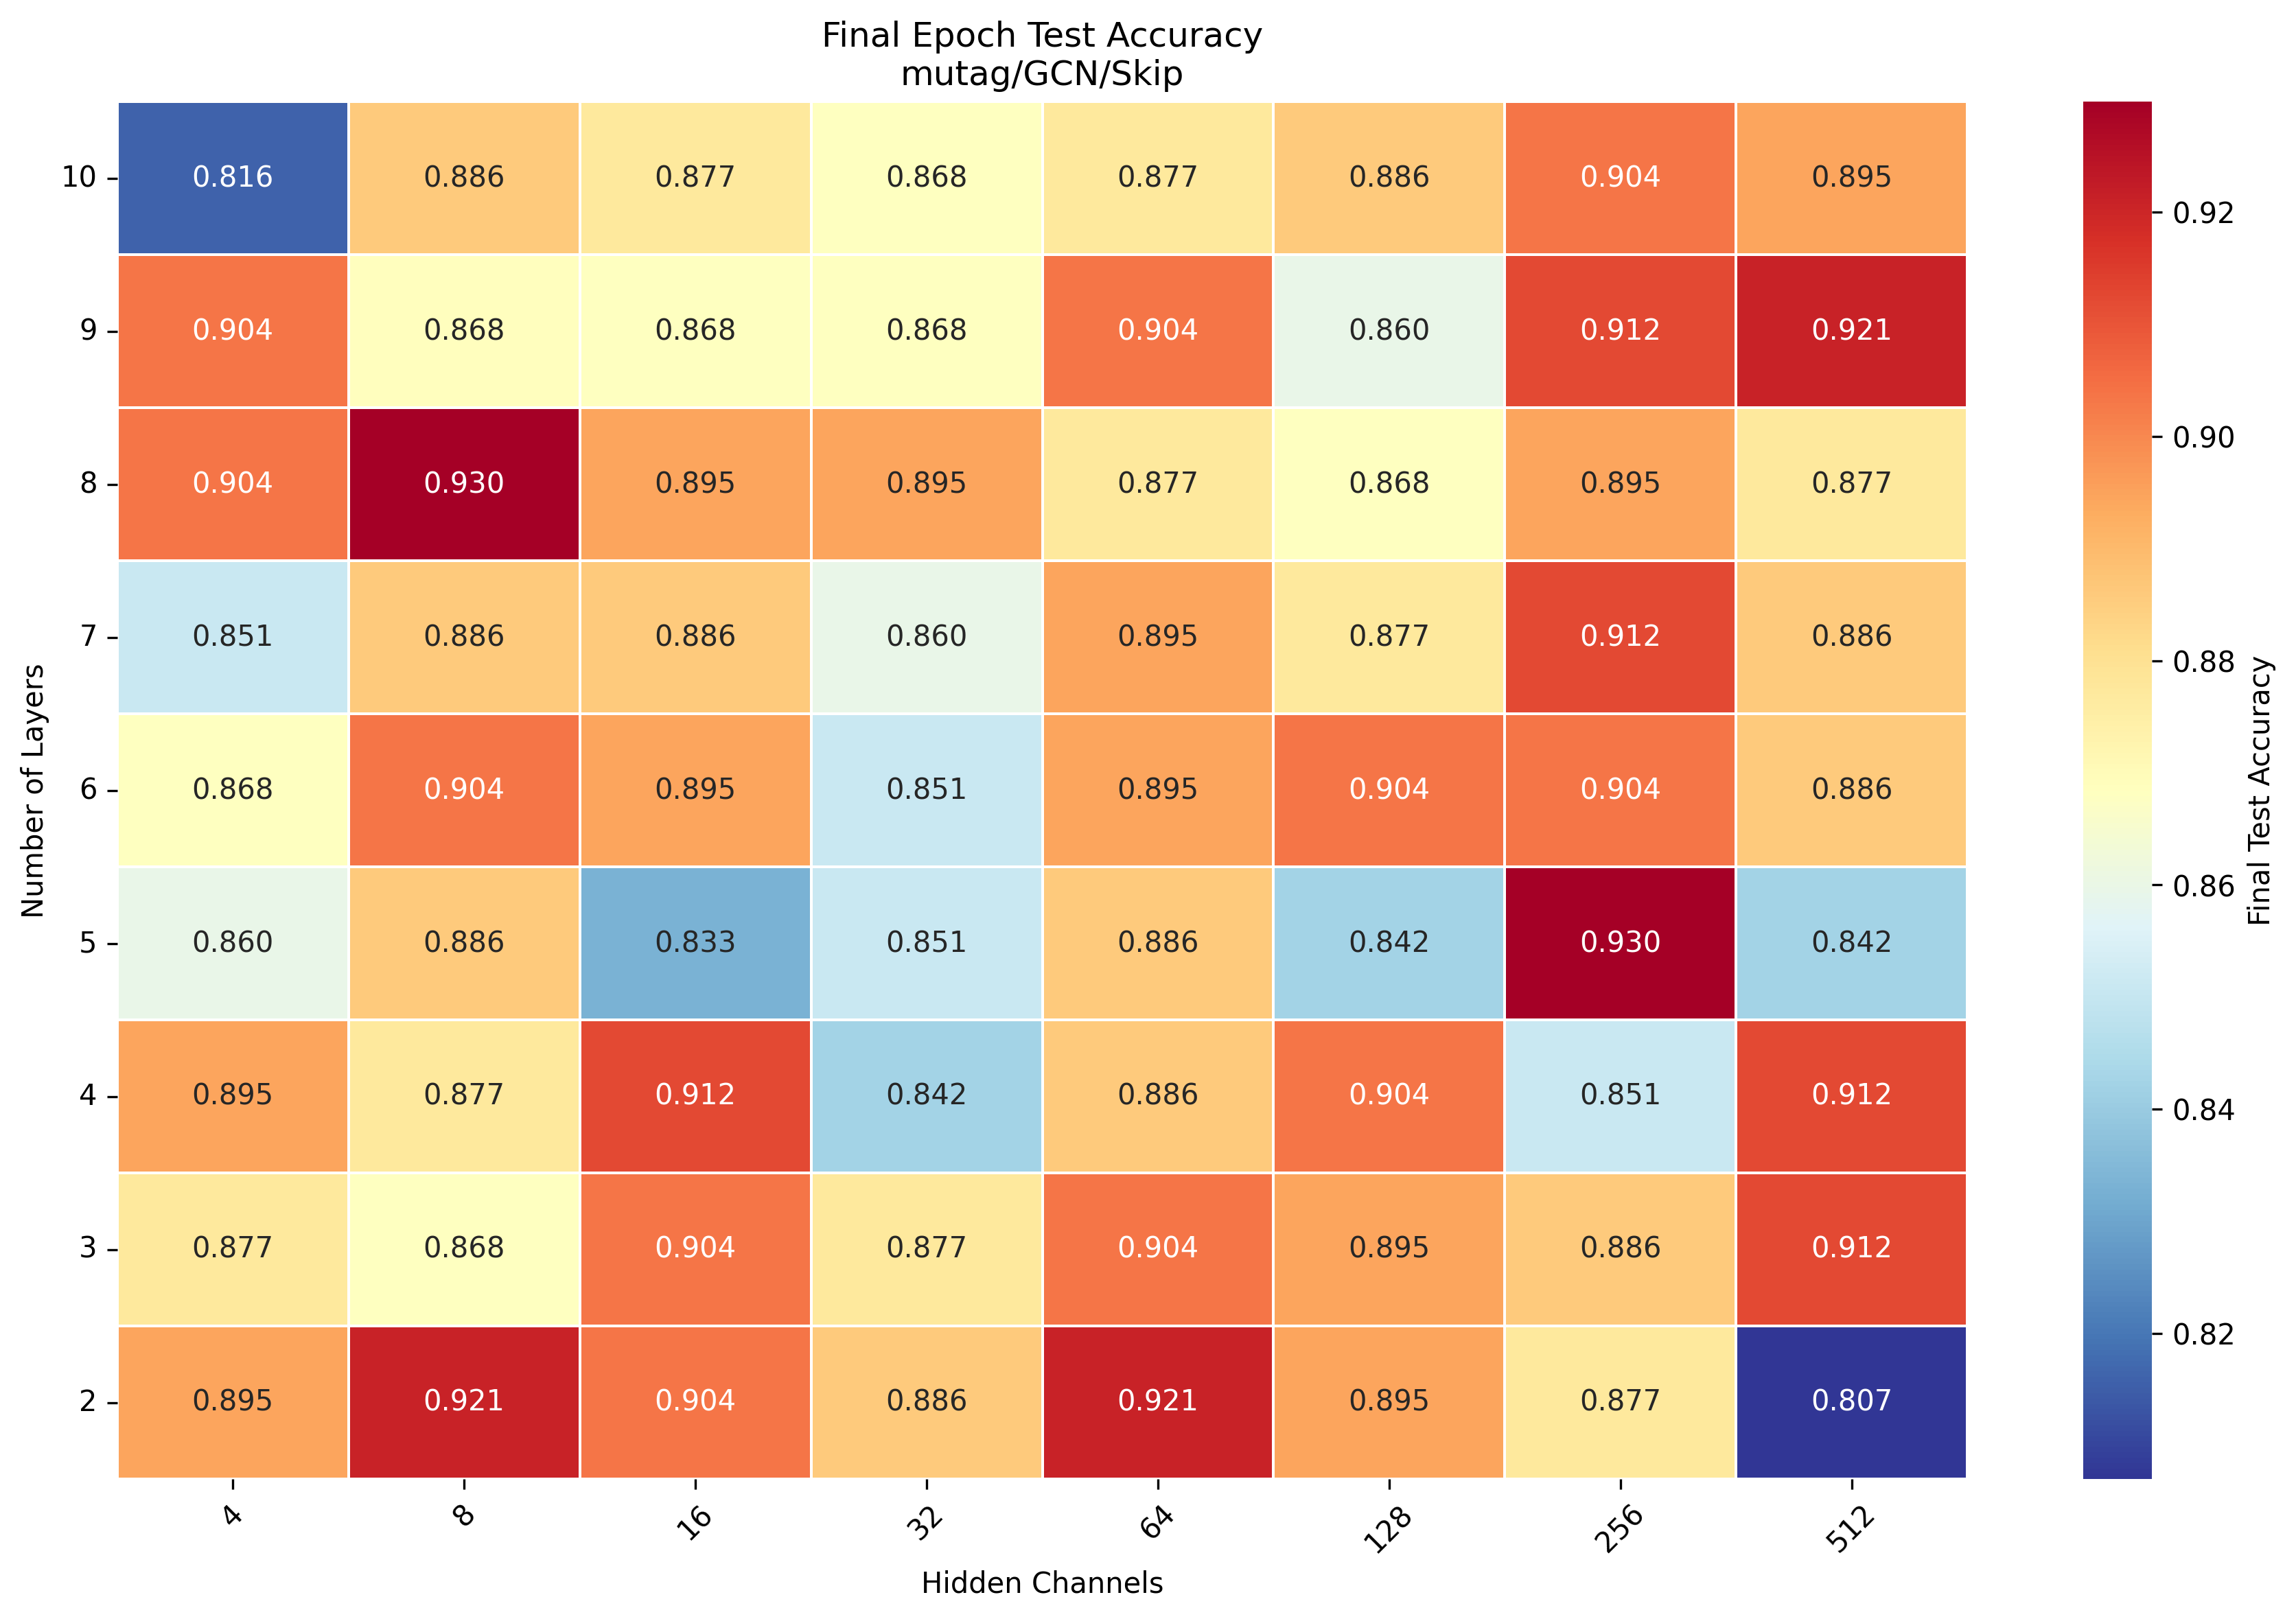 Final Epoch Test Accuracy
mutag/GCN/Skip
Number of Layers
10 0.816 0.886 0.877 0.868 0.877 0.886 0.904 0.895
9 0.904 0.868 0.868 0.868 0.904 0.860 0.912 0.921
8 0.904 0.930 0.895 0.895 0.877 0.868 0.895 0.877
7 0.851 0.886 0.886 0.860 0.895 0.877 0.912 0.886
6 0.868 0.904 0.895 0.851 0.895 0.904 0.904 0.886
5 0.860 0.886 0.833 0.851 0.886 0.842 0.930 0.842
4 0.895 0.877 0.912 0.842 0.886 0.904 0.851 0.912
3 0.877 0.868 0.904 0.877 0.904 0.895 0.886 0.912
2 0.895 0.921 0.904 0.886 0.921 0.895 0.877 0.807
4 8 16 32 64 128 256 512
Hidden Channels
0.92
0.90
0.88
0.86
0.84
0.82
Final Test Accuracy